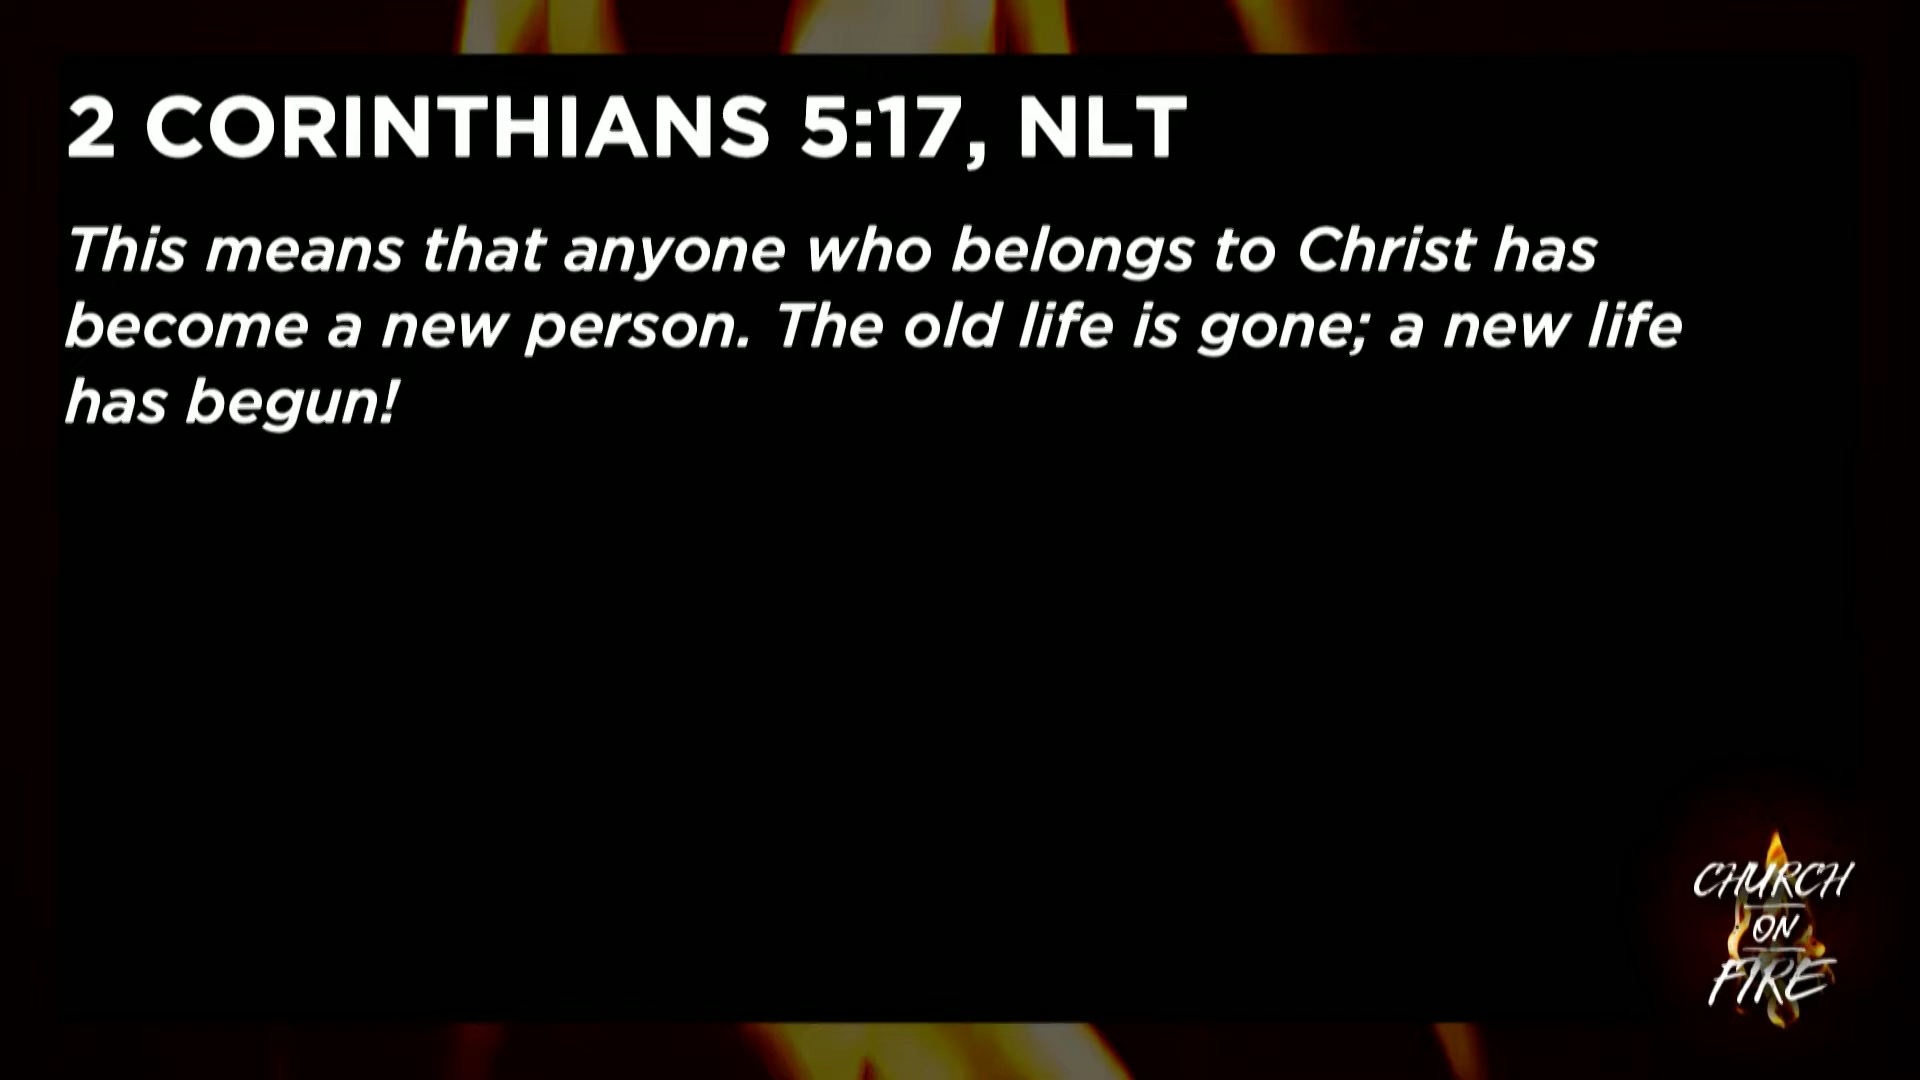 2 CORINTHIANS 5:17, NLT
This means that anyone who belongs to Christ has
become a new person. The old life is gone; a new life
has begun!
CHURCH
ON
FIRE